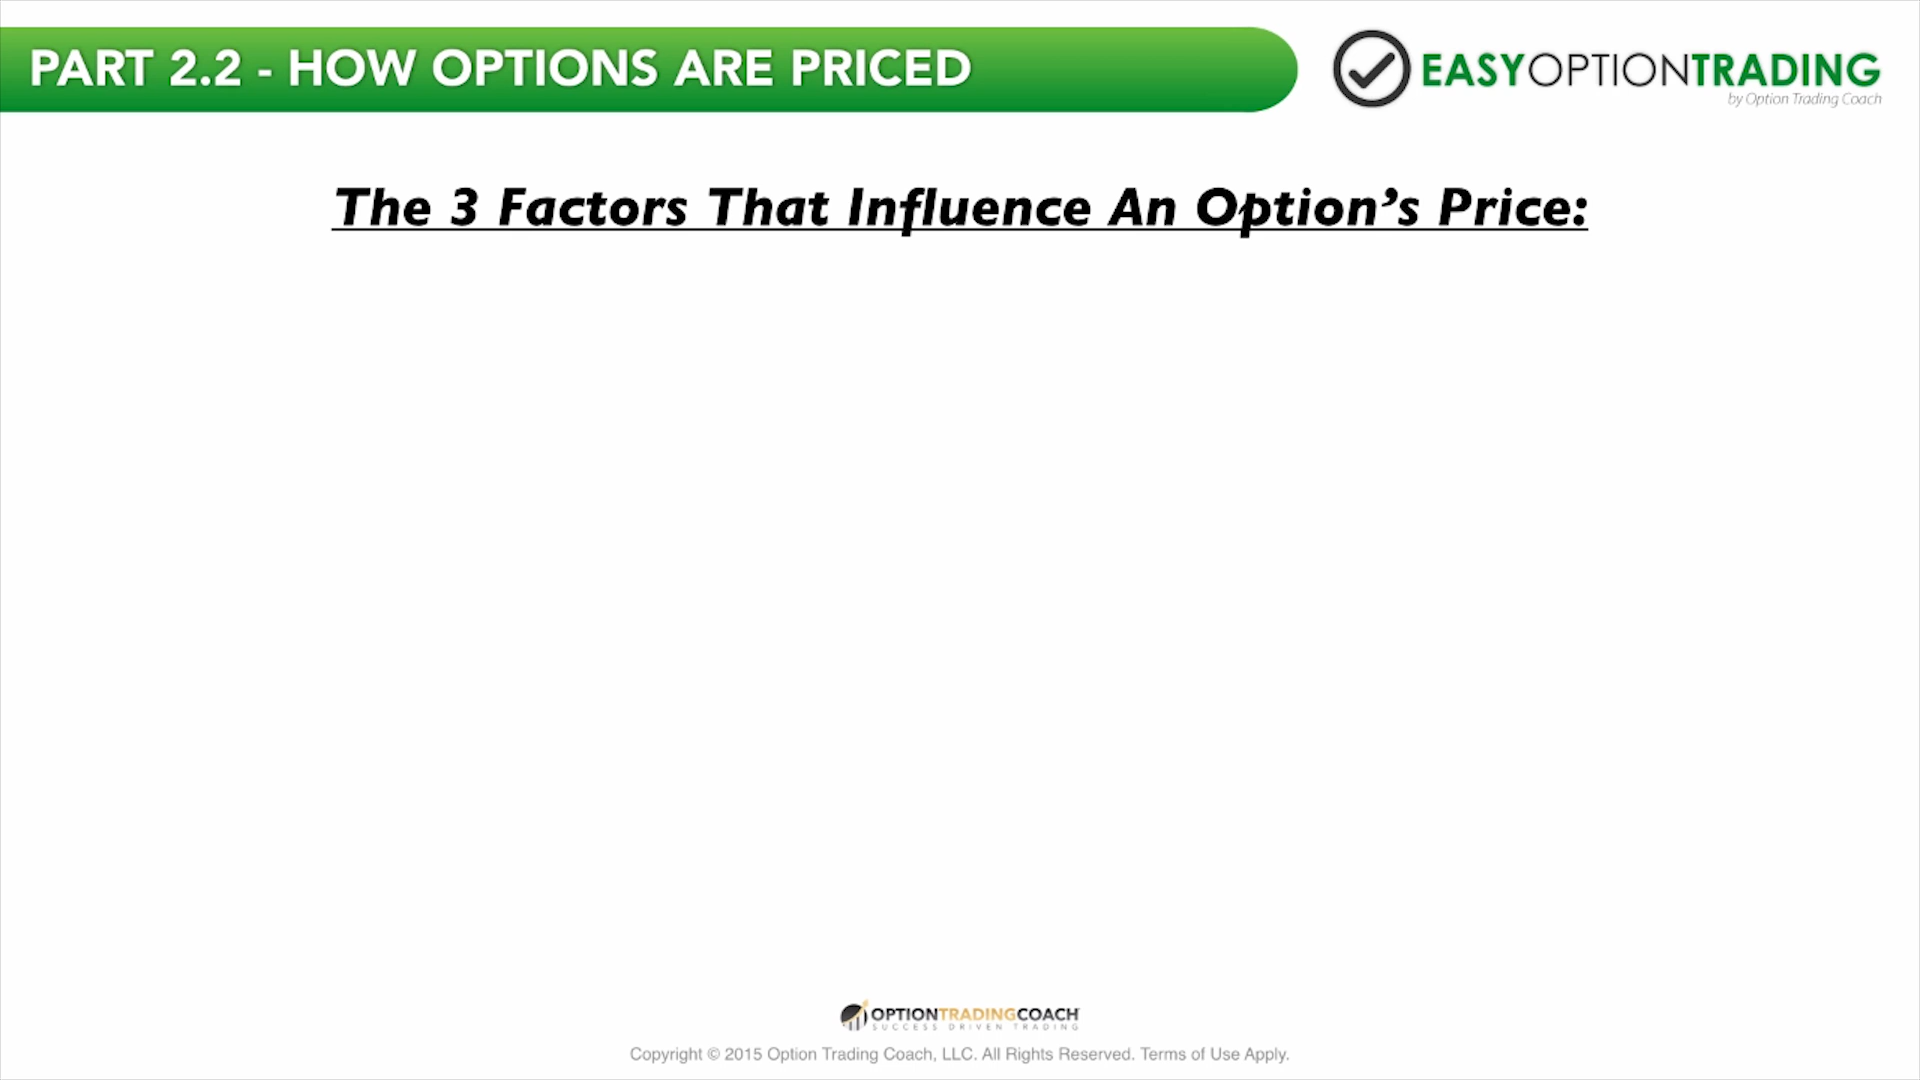 PART 2.2 - HOW OPTIONS ARE PRICED
EASYOPTIONTRADING
by Option Trading Coach
The 3 Factors That Influence An Option’s Price:
OPTIONTRADINGCOACH
SUCCESS DRIVEN TRADING
Copyright © 2015 Option Trading Coach, LLC. All Rights Reserved. Terms of Use Apply.